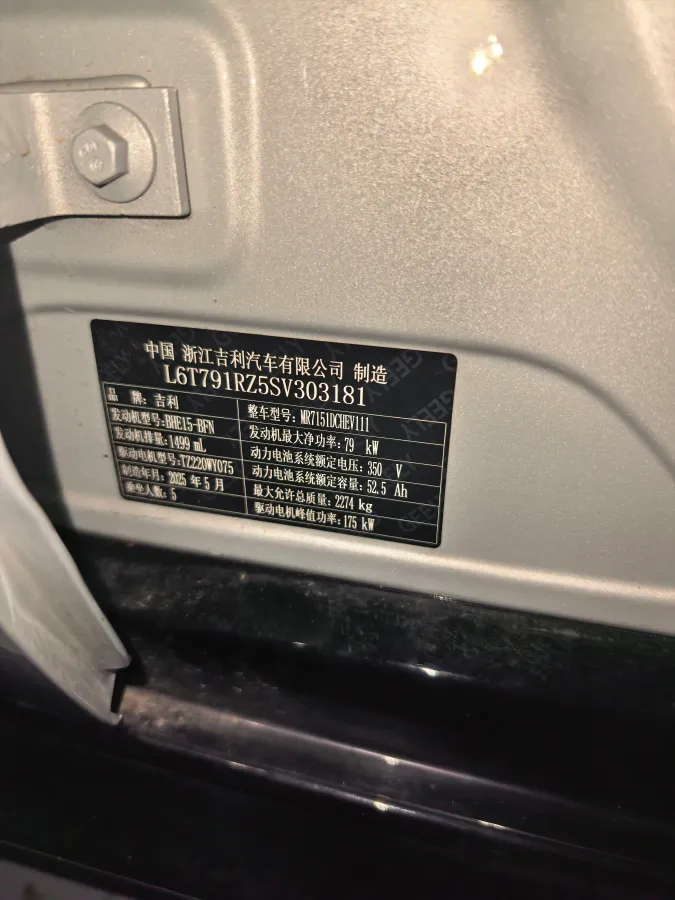 中国 浙江吉利汽车有限公司 制造
L6T791RZ5SV303181
品 牌:吉利
整车型号:MR7151DCHEV111
发动机型号:BHE15-BFN
发动机最大净功率:79 kW
发动机排量:1499 mL
动力电池系统额定电压:350 V
驱动电机型号:TZ220WY075
动力电池系统额定容量:52.5 Ah
制造年月:2025 年 5 月
最大允许总质量:2274 kg
乘坐人数:5
驱动电机峰值功率:175 kW
GEELY